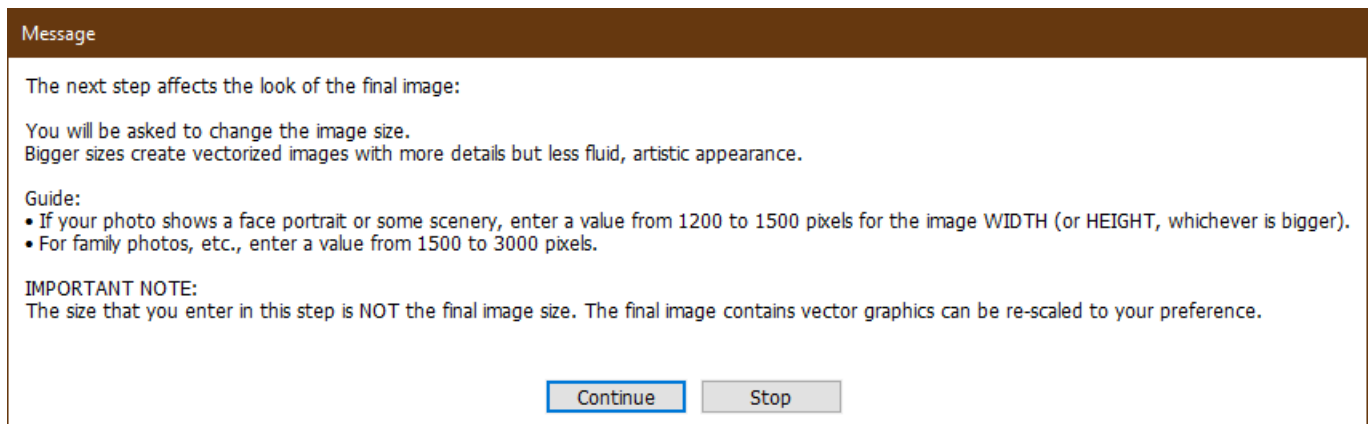 Message
The next step affects the look of the final image:
You will be asked to change the image size.
Bigger sizes create vectorized images with more details but less fluid, artistic appearance.
Guide:
• If your photo shows a face portrait or some scenery, enter a value from 1200 to 1500 pixels for the image WIDTH (or HEIGHT, whichever is bigger).
• For family photos, etc., enter a value from 1500 to 3000 pixels.
IMPORTANT NOTE:
The size that you enter in this step is NOT the final image size. The final image contains vector graphics can be re-scaled to your preference.
Continue
Stop